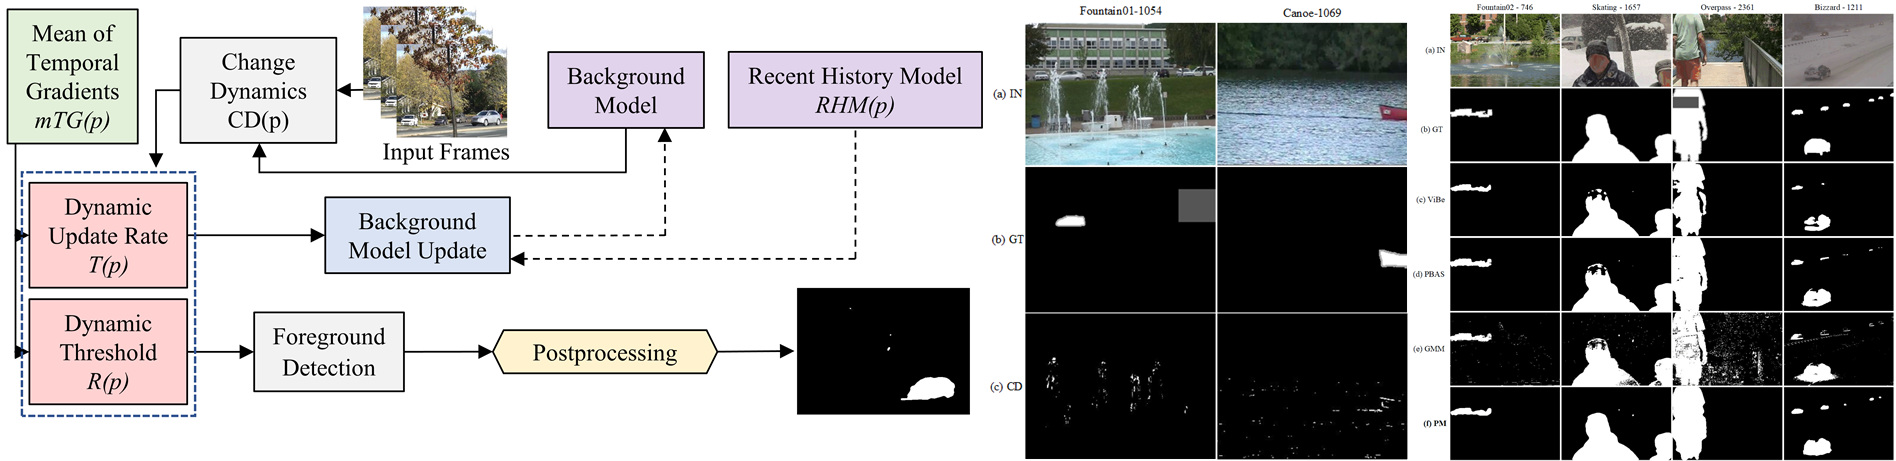 Mean of
Temporal
Gradients
mTG(p)
Change
Dynamics
CD(p)
Input Frames
Background
Model
Recent History Model
RHM(p)
Dynamic
Update Rate
T(p)
Background
Model Update
Dynamic
Threshold
R(p)
Foreground
Detection
Postprocessing
Fountain01-1054
Canoe-1069
(a) IN
(b) GT
(c) CD
Fountain02 - 746
Skating - 1657
Overpass - 2361
Bizzard - 1211
(a) IN
(b) GT
(c) ViBe
(d) PBAS
(e) GMM
(f) PM